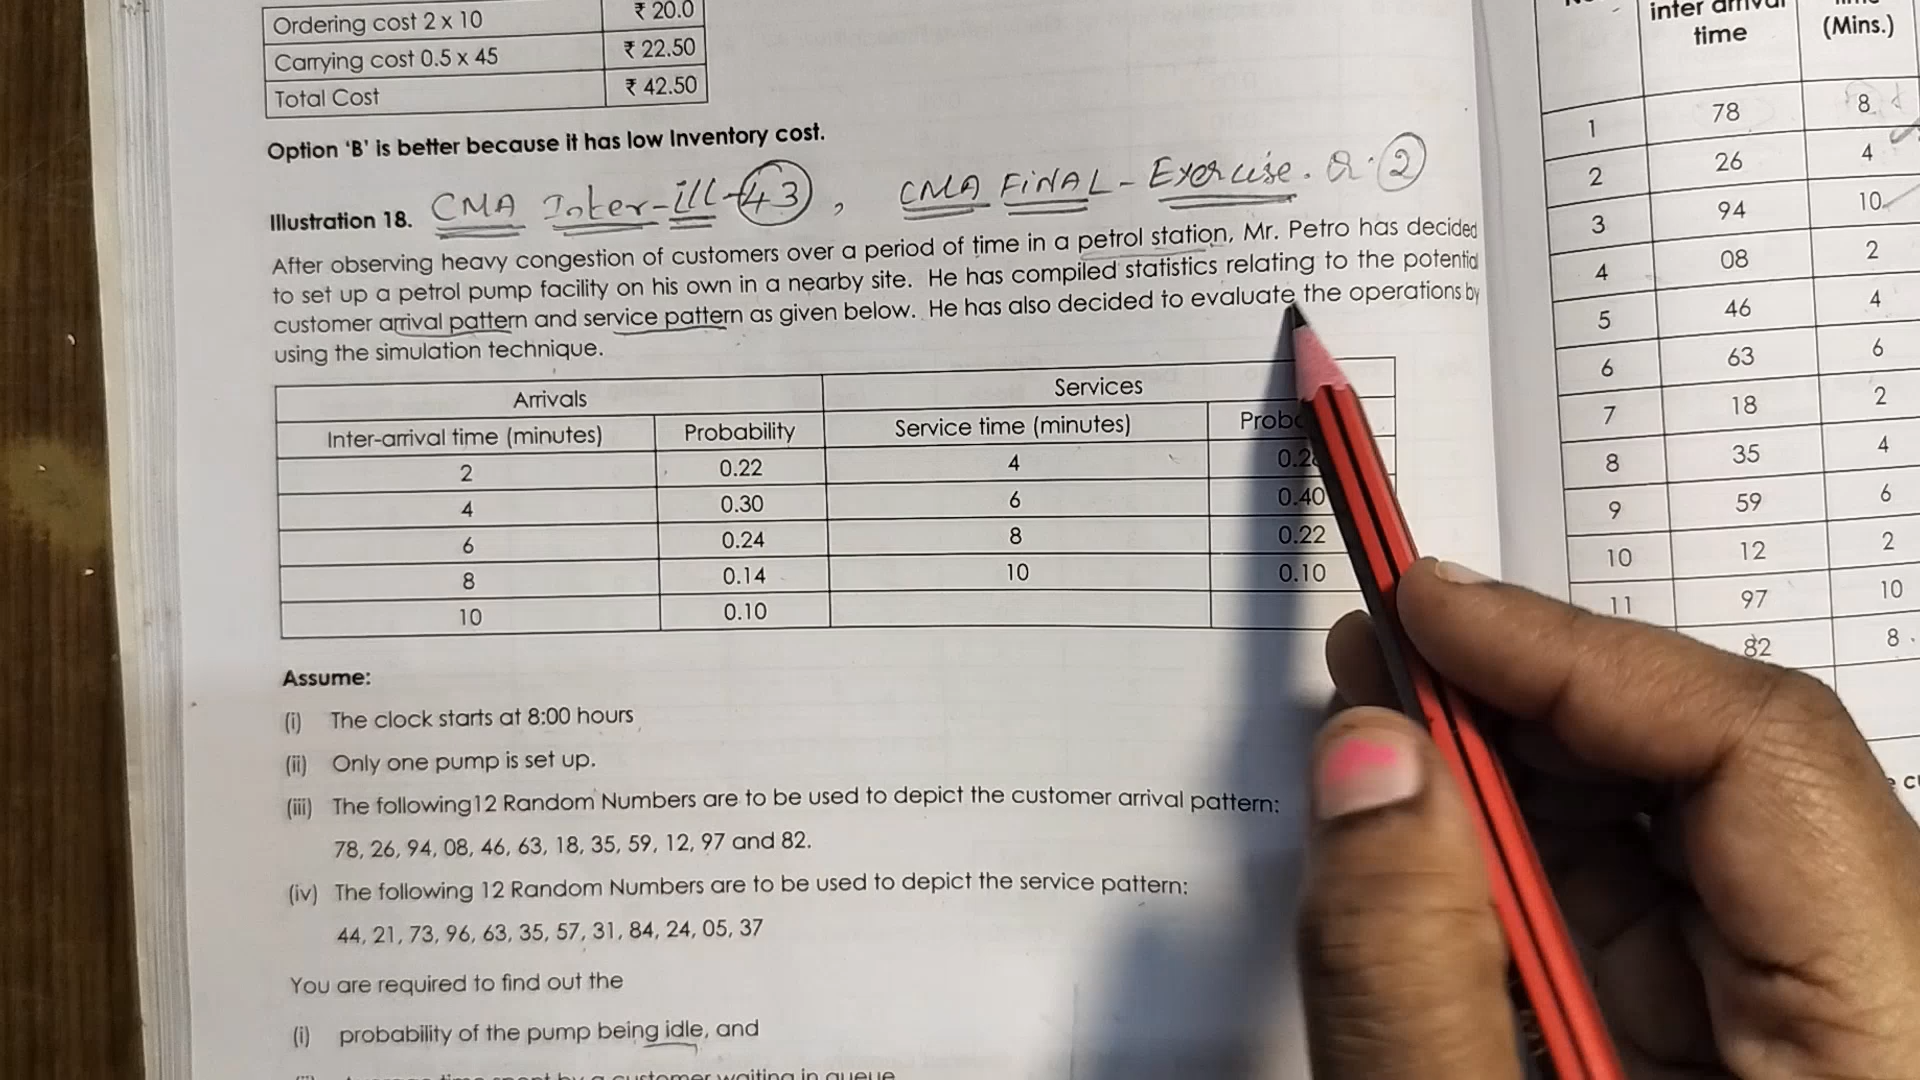 Ordering cost 2 x 10 ₹ 20.0
Carrying cost 0.5 x 45 ₹ 22.50
Total Cost ₹ 42.50
Option 'B' is better because it has low Inventory cost.
Illustration 18. CMA Inter-ill-43, CMA FINAL-Exercise. Q.2
After observing heavy congestion of customers over a period of time in a petrol station, Mr. Petro has decided
to set up a petrol pump facility on his own in a nearby site. He has compiled statistics relating to the potential
customer arrival pattern and service pattern as given below. He has also decided to evaluate the operations by
using the simulation technique.
Arrivals Services
Inter-arrival time (minutes) Probability Service time (minutes)
2 0.22 4
4 0.30 6 0.40
6 0.24 8 0.22
8 0.14 10 0.10
10 0.10
Assume:
(i) The clock starts at 8:00 hours
(ii) Only one pump is set up.
(iii) The following12 Random Numbers are to be used to depict the customer arrival pattern:
78, 26, 94, 08, 46, 63, 18, 35, 59, 12, 97 and 82.
(iv) The following 12 Random Numbers are to be used to depict the service pattern:
44, 21, 73, 96, 63, 35, 57, 31, 84, 24, 05, 37
You are required to find out the
(i) probability of the pump being idle, and
customer waiting in queue
inter arrival
time (Mins.)
1 78 8
2 26 4
3 94 10
4 08 2
5 46 4
6 63 6
7 18 2
8 35 4
9 59 6
10 12 2
11 97 10
82 8